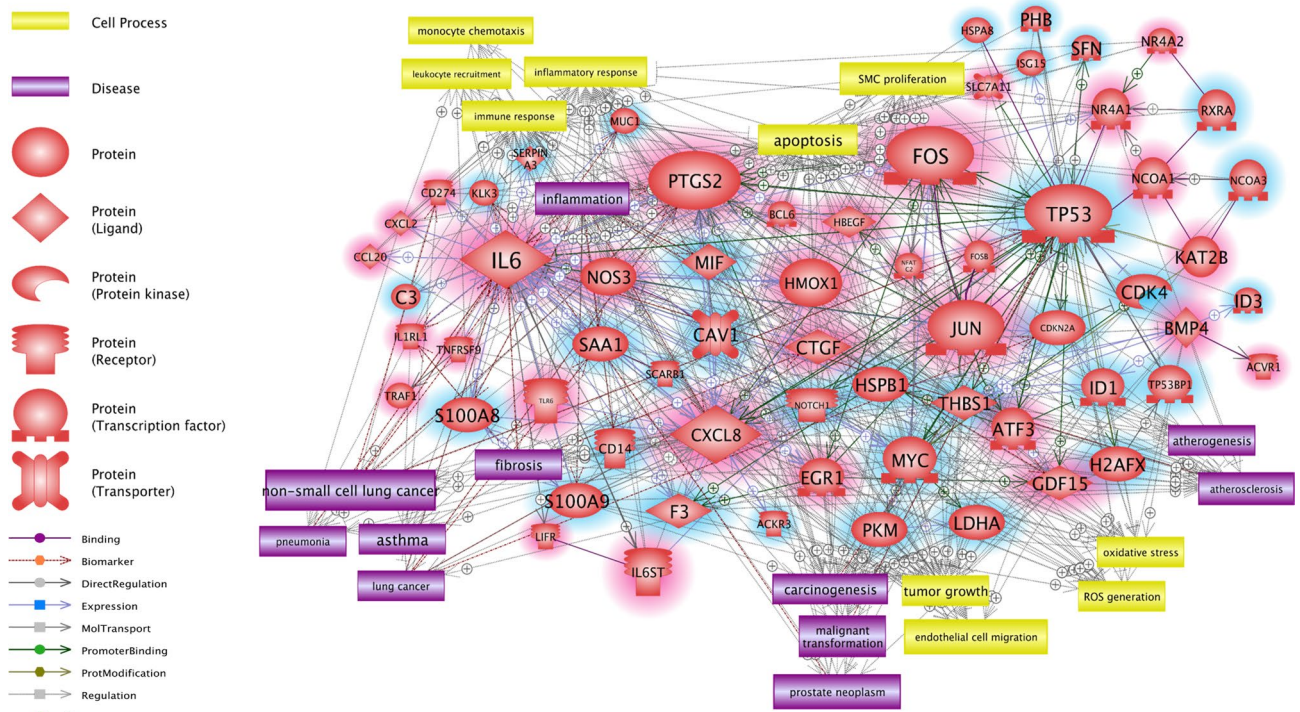 Cell Process
Disease
Protein
Protein
(Ligand)
Protein
(Protein kinase)
Protein
(Receptor)
Protein
(Transcription factor)
Protein
(Transporter)
Binding
Biomarker
DirectRegulation
Expression
MolTransport
PromoterBinding
ProtModification
Regulation
monocyte chemotaxis
leukocyte recruitment
inflammatory response
immune response
SMC proliferation
apoptosis
HSPA8
PHB
ISG15
SFN
NR4A2
SLC7A11
NR4A1
RXRA
MUC1
SERPIN
A3
FOS
PTGS2
CD274
KLK3
inflammation
NCOA1
NCOA3
TP53
CXCL2
BCL6
HBEGF
CCL20
IL6
NOS3
MIF
HMOX1
NFAT
C2
FOSB
KAT2B
CDK4
C3
ID3
JUN
CDKN2A
BMP4
IL1RL1
TNFRSF9
SAA1
CAV1
CTGF
SCARB1
ACVR1
TRAF1
S100A8
TLR6
NOTCH1
HSPB1
THBS1
ID1
TP53BP1
CXCL8
ATF3
CD14
MYC
H2AFX
atherogenesis
fibrosis
EGR1
GDF15
non-small cell lung cancer
atherosclerosis
S100A9
F3
ACKR3
PKM
LDHA
pneumonia
asthma
LIFR
IL6ST
oxidative stress
lung cancer
carcinogenesis
tumor growth
ROS generation
malignant
transformation
endothelial cell migration
prostate neoplasm